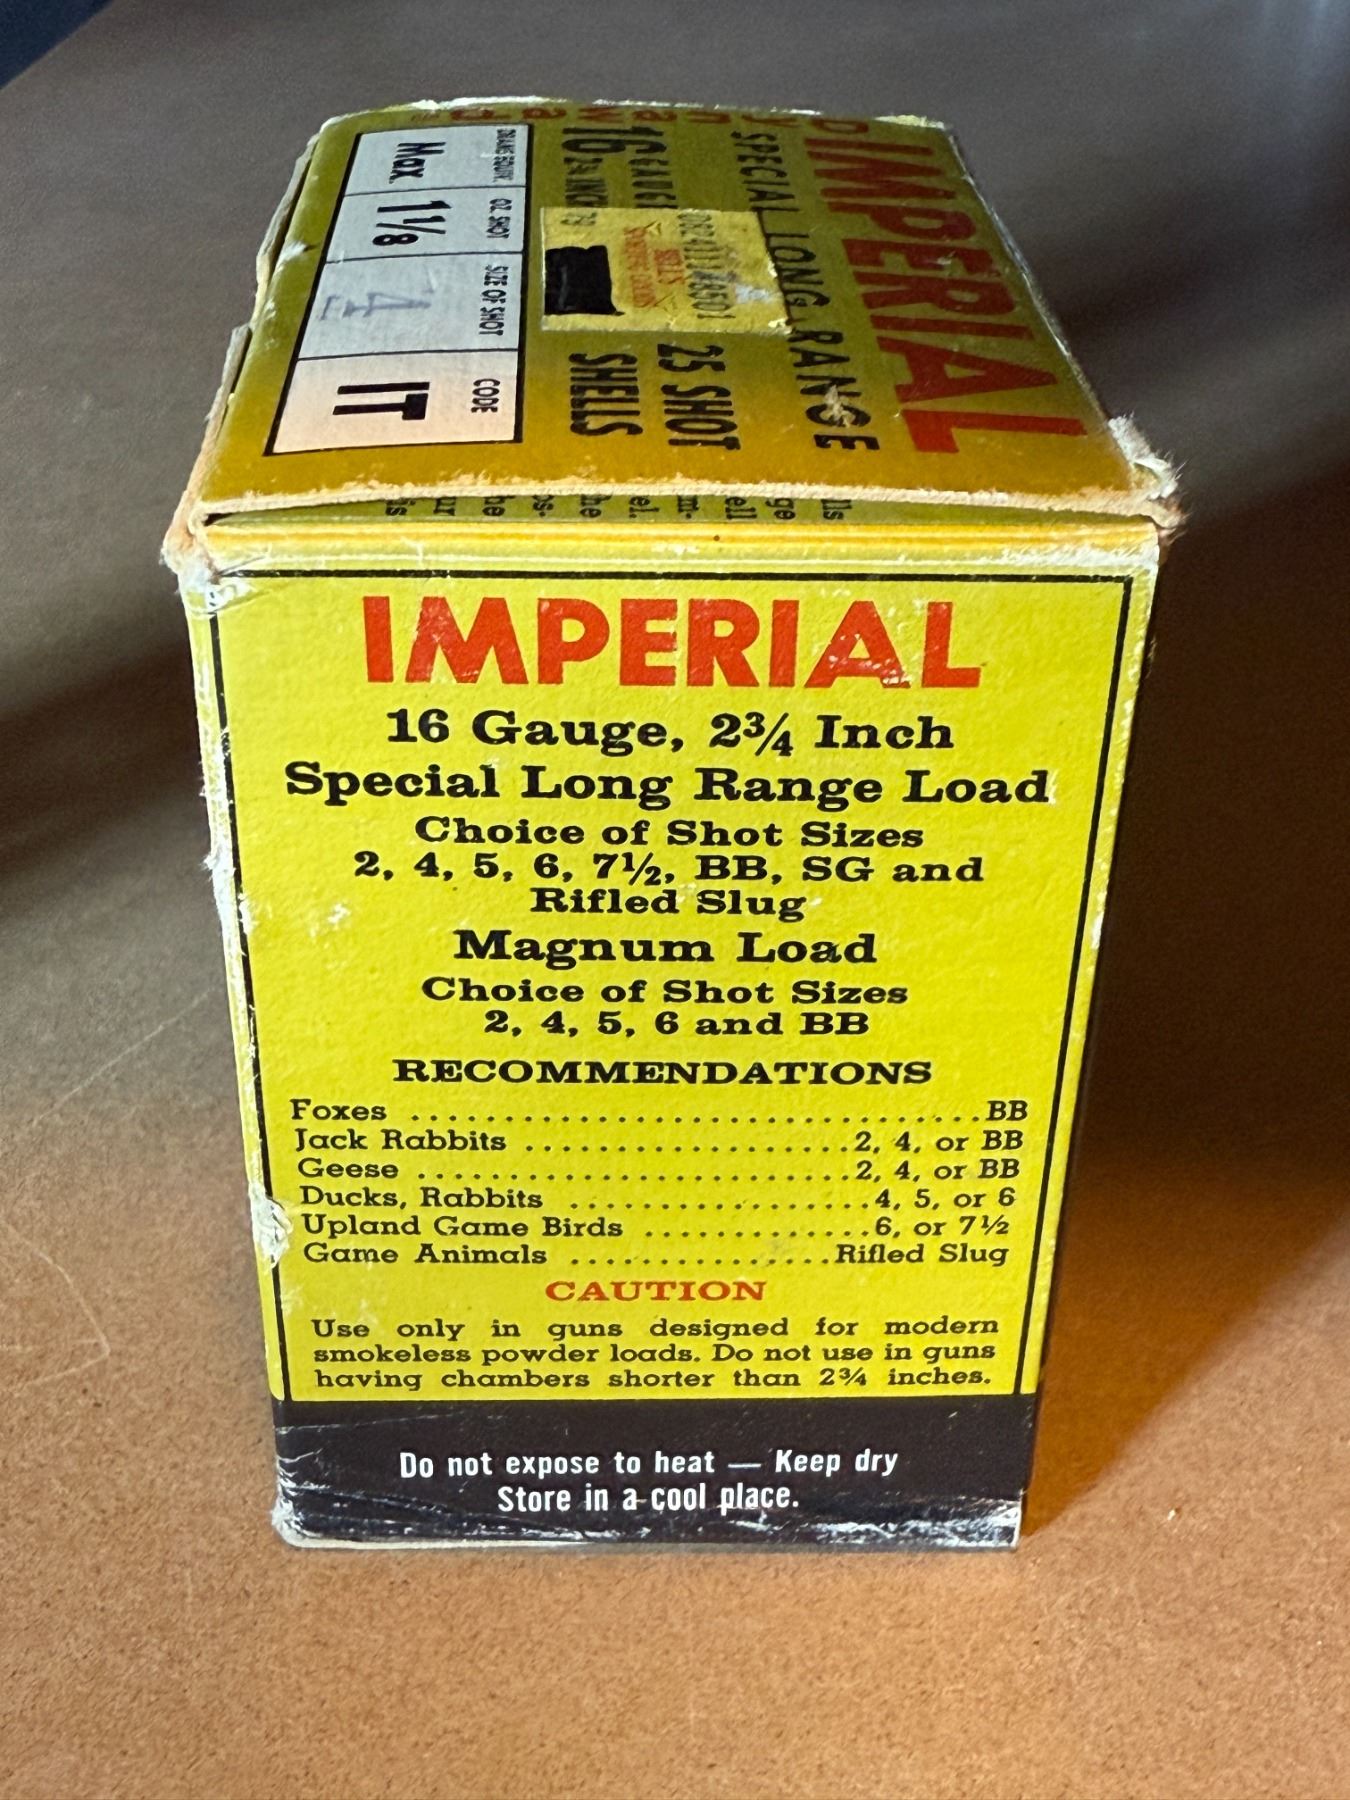 IMPERIAL
SPECIAL LONG RANGE
16 GAUGE 25 SHOT
2¾ INCH SHELLS
DRAMS EQUIV. OZ. SHOT SIZE OF SHOT CODE
Max. 1⅛ 4 IT
IMPERIAL
16 Gauge, 2¾ Inch
Special Long Range Load
Choice of Shot Sizes
2, 4, 5, 6, 7½, BB, SG and
Rifled Slug
Magnum Load
Choice of Shot Sizes
2, 4, 5, 6 and BB
RECOMMENDATIONS
Foxes ................................BB
Jack Rabbits ..................2, 4, or BB
Geese ........................2, 4, or BB
Ducks, Rabbits .................4, 5, or 6
Upland Game Birds .............6, or 7½
Game Animals ...............Rifled Slug
CAUTION
Use only in guns designed for modern
smokeless powder loads. Do not use in guns
having chambers shorter than 2¾ inches.
Do not expose to heat — Keep dry
Store in a cool place.